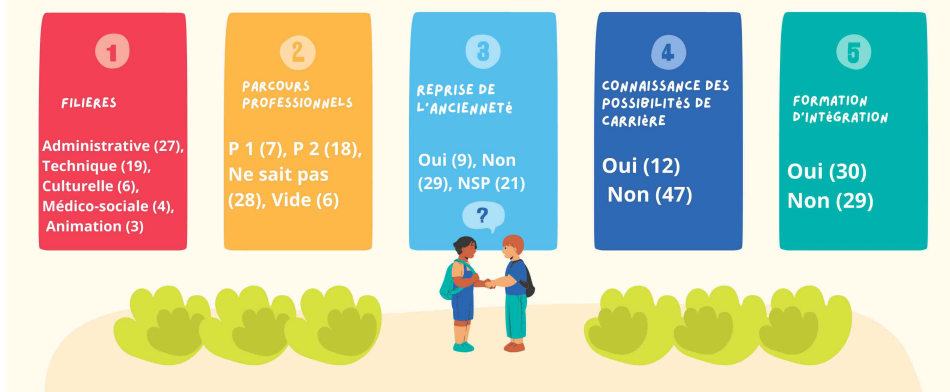 1
FILIERES
Administrative (27),
Technique (19),
Culturelle (6),
Médico-sociale (4),
Animation (3)
2
PARCOURS
PROFESSIONNELS
P 1 (7), P 2 (18),
Ne sait pas
(28), Vide (6)
3
REPRISE DE
L'ANCIENNETé
Oui (9), Non
(29), NSP (21)
?
4
CONNAISSANCE DES
POSSIBILITéS DE
CARRIèRE
Oui (12)
Non (47)
5
FORMATION
D'INTéGRATION
Oui (30)
Non (29)